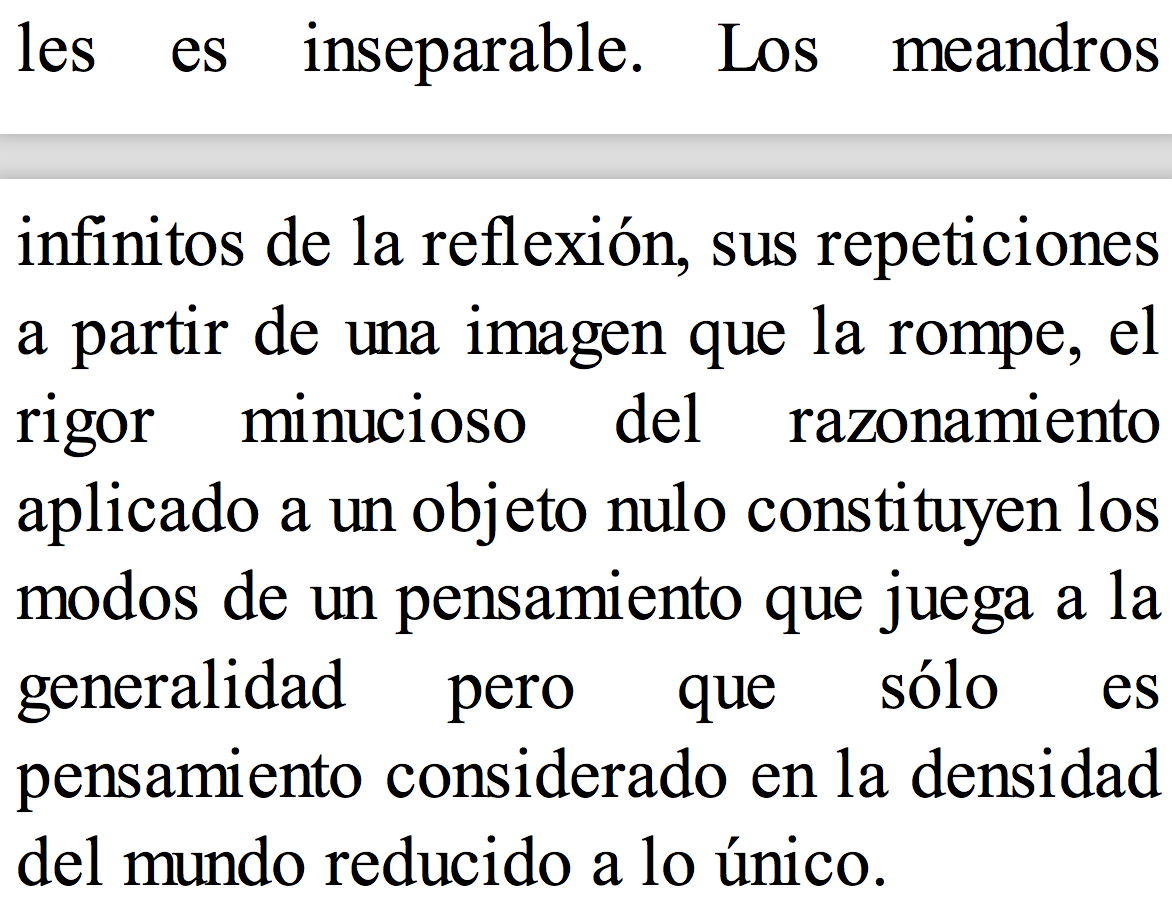 les es inseparable. Los meandros
infinitos de la reflexión, sus repeticiones
a partir de una imagen que la rompe, el
rigor minucioso del razonamiento
aplicado a un objeto nulo constituyen los
modos de un pensamiento que juega a la
generalidad pero que sólo es
pensamiento considerado en la densidad
del mundo reducido a lo único.